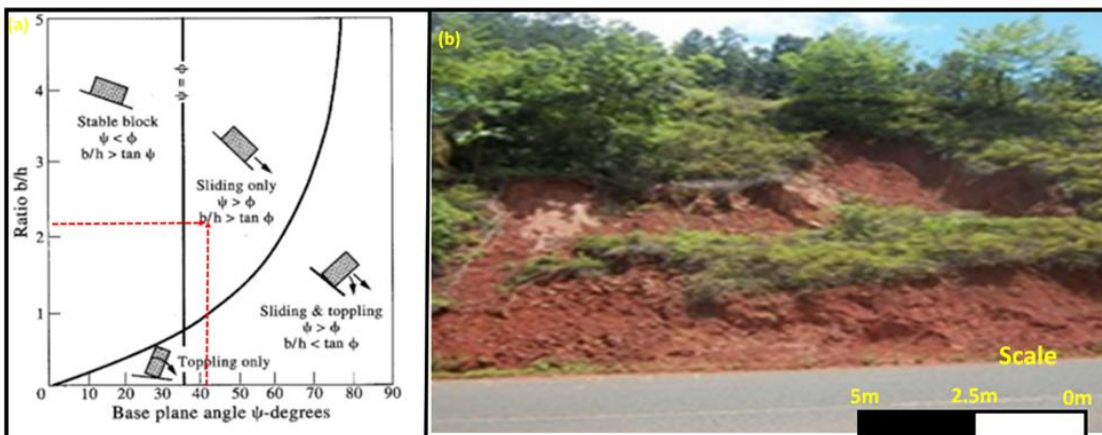 (a)
5
4
3
2
1
0
Ratio b/h
ψ = ϕ
Stable block
ψ < ϕ
b/h > tan ψ
Sliding only
ψ > ϕ
b/h > tan ϕ
Sliding & toppling
ψ > ϕ
b/h < tan ϕ
Toppling only
0 10 20 30 40 50 60 70 80 90
Base plane angle ψ-degrees
(b)
Scale
5m 2.5m 0m